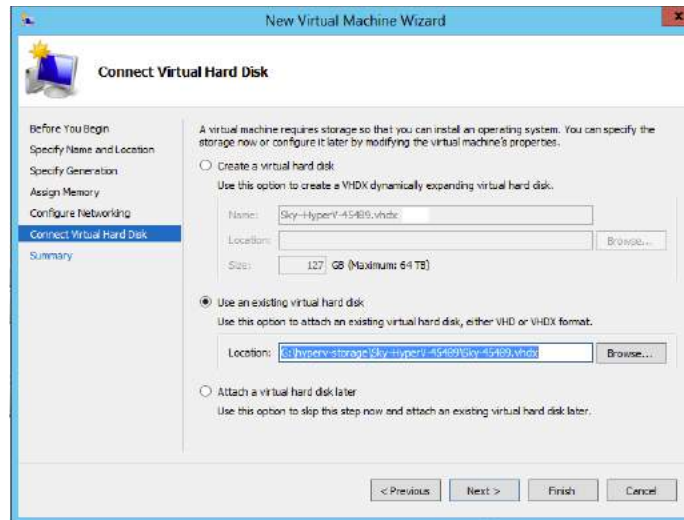 New Virtual Machine Wizard
x
Connect Virtual Hard Disk
Before You Begin
Specify Name and Location
Specify Generation
Assign Memory
Configure Networking
Connect Virtual Hard Disk
Summary
A virtual machine requires storage so that you can install an operating system. You can specify the
storage now or configure it later by modifying the virtual machine's properties.
Create a virtual hard disk
Use this option to create a VHDX dynamically expanding virtual hard disk.
Name: Sky-HyperV-45489.vhdx
Location: Browse...
Size: 127 GB (Maximum: 64 TB)
Use an existing virtual hard disk
Use this option to attach an existing virtual hard disk, either VHD or VHDX format.
Location: G:\hyperv-storage\Sky-HyperV-45489\Sky-45489.vhdx Browse...
Attach a virtual hard disk later
Use this option to skip this step now and attach an existing virtual hard disk later.
< Previous Next > Finish Cancel